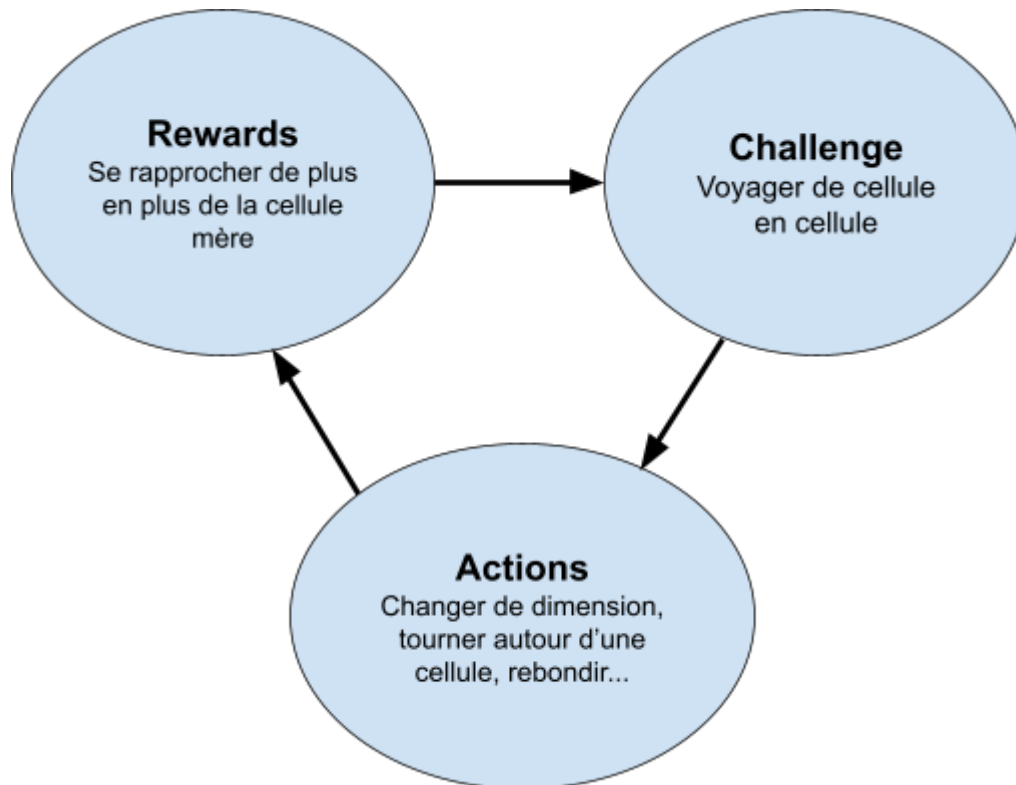 Rewards
Se rapprocher de plus
en plus de la cellule
mère
Challenge
Voyager de cellule
en cellule
Actions
Changer de dimension,
tourner autour d'une
cellule, rebondir...